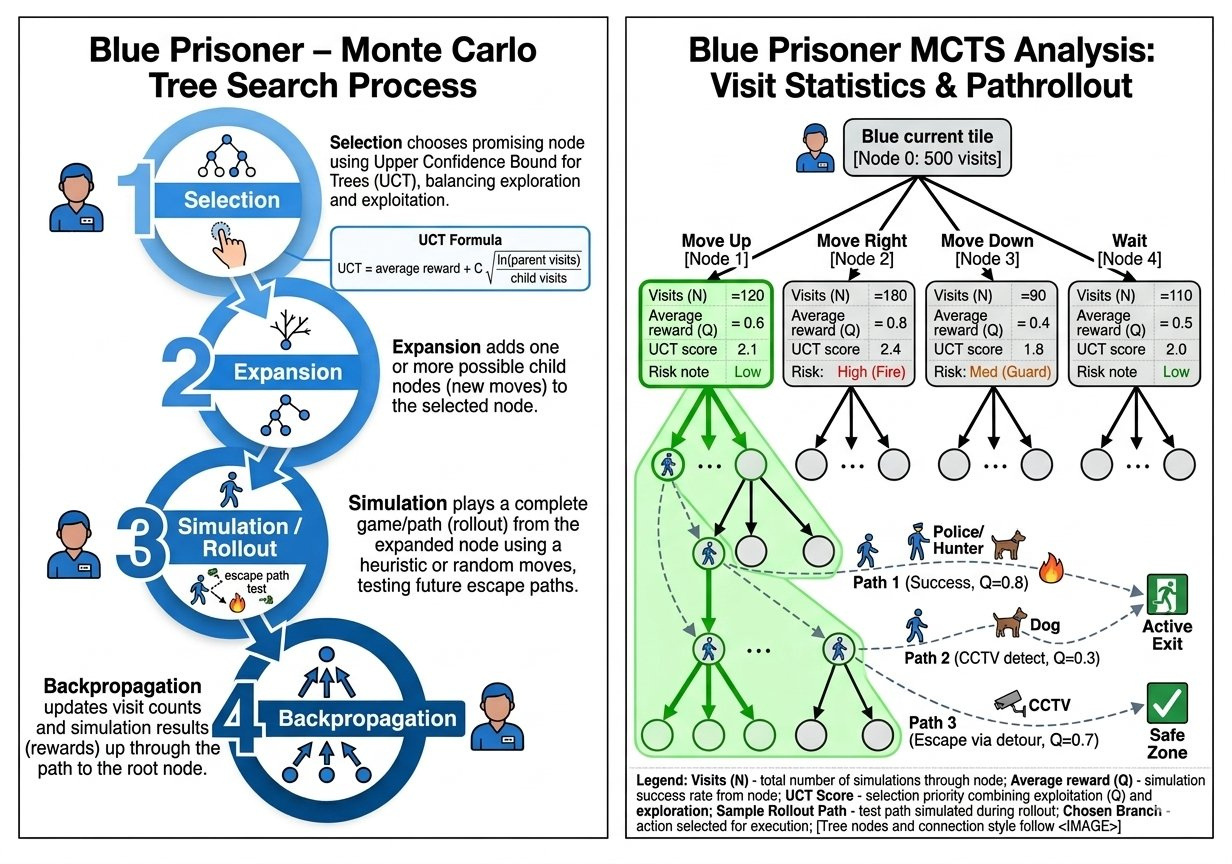 Blue Prisoner – Monte Carlo
Tree Search Process
1
Selection
Selection chooses promising node
using Upper Confidence Bound for
Trees (UCT), balancing exploration
and exploitation.
UCT Formula
UCT = average reward + C √ ln(parent visits)
child visits
2
Expansion
Expansion adds one
or more possible child
nodes (new moves) to
the selected node.
3
Simulation /
Rollout
escape path
test
Simulation plays a complete
game/path (rollout) from the
expanded node using a
heuristic or random moves,
testing future escape paths.
Backpropagation
updates visit counts
and simulation results
(rewards) up through the
path to the root node.
4
Backpropagation
Blue Prisoner MCTS Analysis:
Visit Statistics & Pathrollout
Blue current tile
[Node 0: 500 visits]
Move Up
[Node 1]
Visits (N) =120
Average
reward (Q) = 0.6
UCT score 2.1
Risk note Low
Move Right
[Node 2]
Visits (N) =180
Average
reward (Q) = 0.8
UCT score 2.4
Risk: High (Fire)
Move Down
[Node 3]
Visits (N) =90
Average
reward (Q) = 0.4
UCT score 1.8
Risk: Med (Guard)
Wait
[Node 4]
Visits (N) =110
Average
reward (Q) = 0.5
UCT score 2.0
Risk note Low
...
...
...
...
Police/
Hunter
Path 1 (Success, Q=0.8)
Active
Exit
Dog
Path 2 (CCTV detect, Q=0.3)
...
CCTV
Path 3
(Escape via detour, Q=0.7)
Safe
Zone
Legend: Visits (N) - total number of simulations through node; Average reward (Q) - simulation
success rate from node; UCT Score - selection priority combining exploitation (Q) and
exploration; Sample Rollout Path - test path simulated during rollout; Chosen Branch -
action selected for execution; [Tree nodes and connection style follow <IMAGE>]